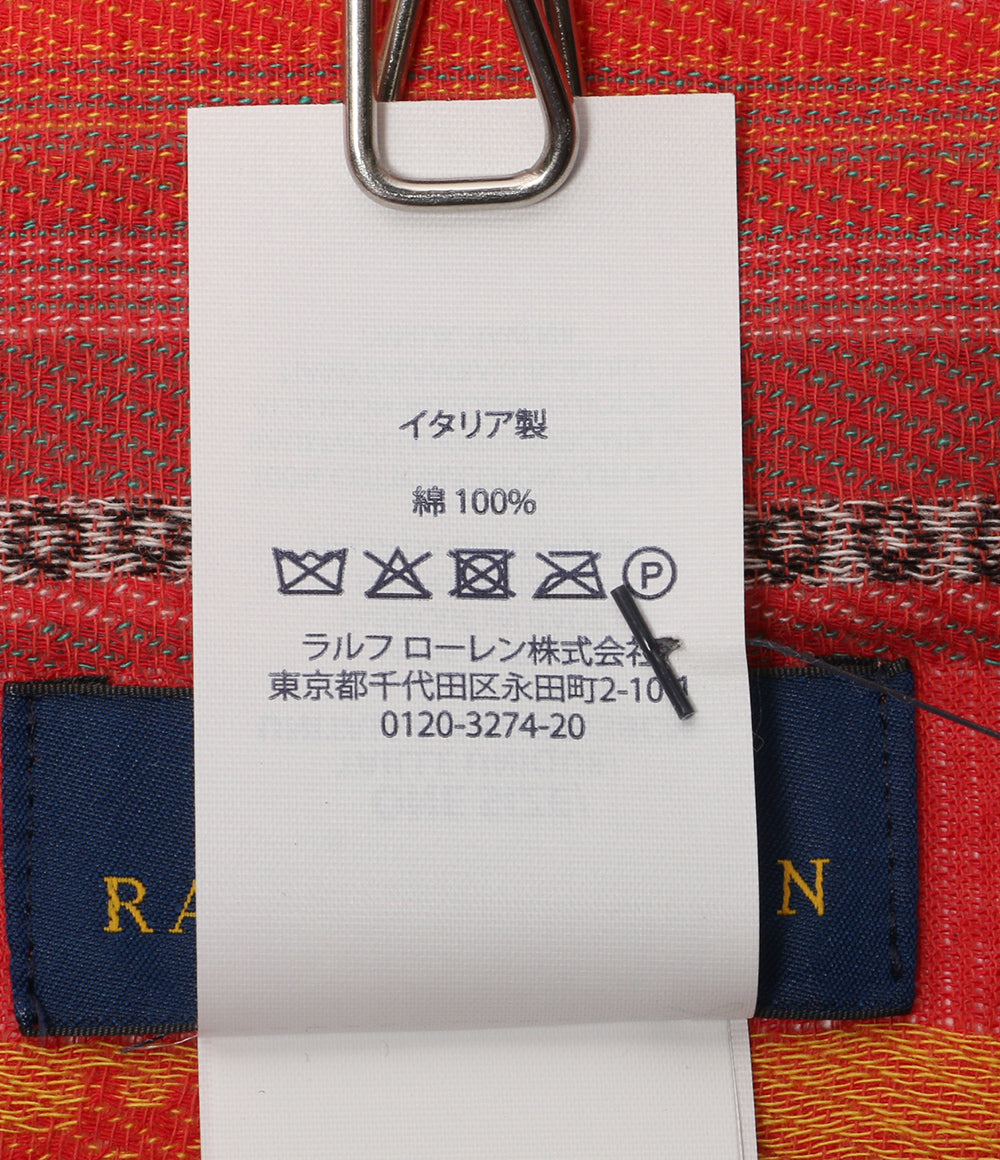 イタリア製
綿 100%
P
ラルフ ローレン株式会社
東京都千代田区永田町2-10-1
0120-3274-20
RA N